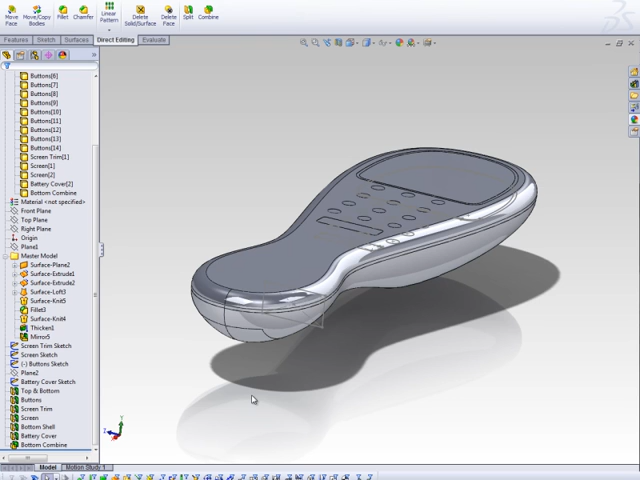 Move Face
Move/Copy Bodies
Fillet
Chamfer
Linear Pattern
Delete Solid/Surface
Delete Face
Split
Combine
Features
Sketch
Surfaces
Direct Editing
Evaluate
Buttons[6]
Buttons[7]
Buttons[8]
Buttons[9]
Buttons[10]
Buttons[11]
Buttons[12]
Buttons[13]
Buttons[14]
Screen Trim[1]
Screen[1]
Screen[2]
Battery Cover[2]
Bottom Combine
Material <not specified>
Front Plane
Top Plane
Right Plane
Origin
Plane1
Master Model
Surface-Plane2
Surface-Extrude1
Surface-Extrude2
Surface-Loft3
Surface-Knit5
Fillet3
Surface-Knit4
Thicken1
Mirror5
Screen Trim Sketch
Screen Sketch
(-) Buttons Sketch
Plane2
Battery Cover Sketch
Top & Bottom
Buttons
Screen Trim
Screen
Bottom Shell
Battery Cover
Bottom Combine
Model
Motion Study 1